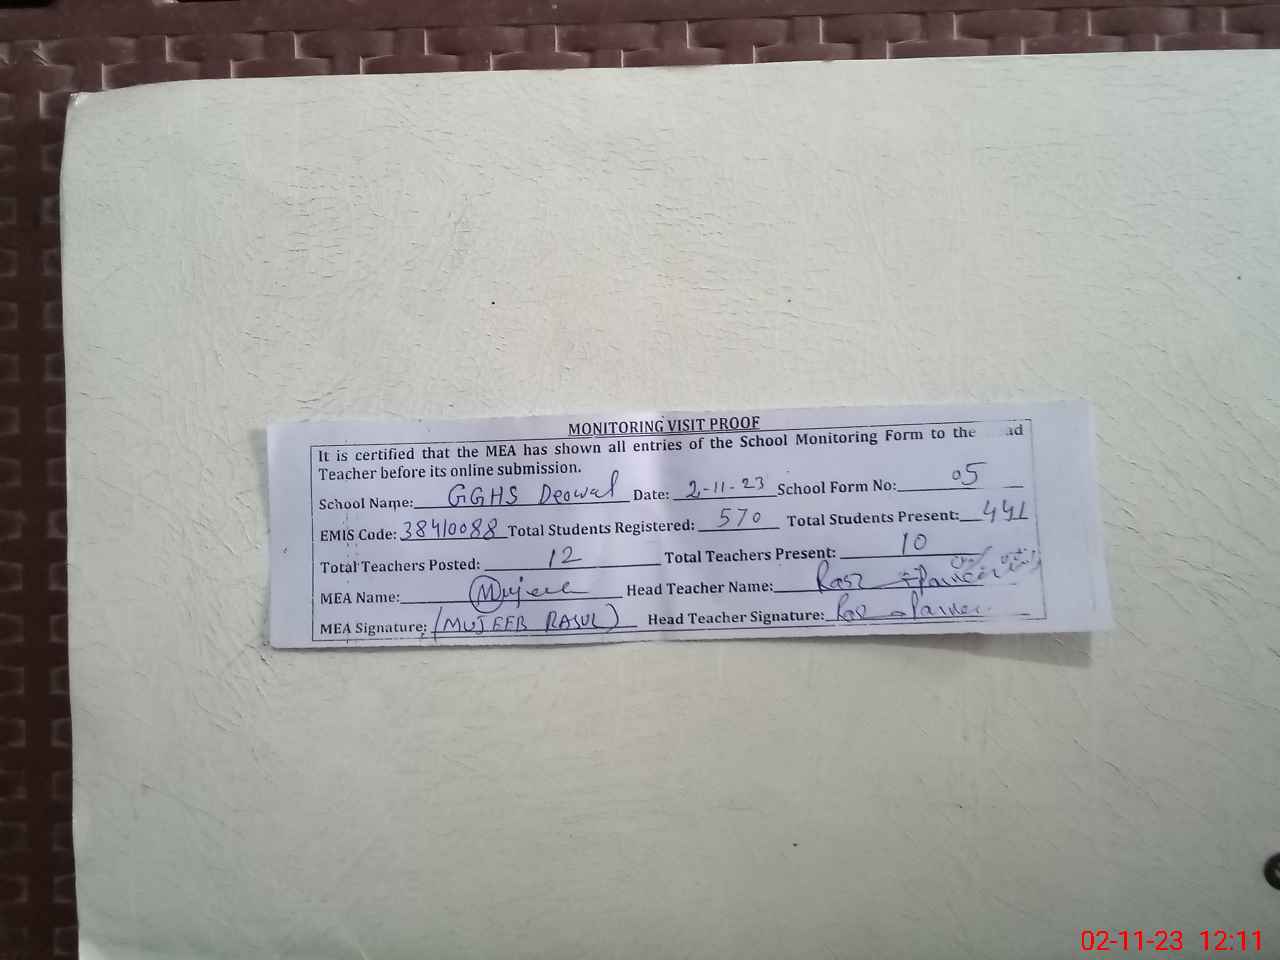 MONITORING VISIT PROOF
It is certified that the MEA has shown all entries of the School Monitoring Form to the ad
Teacher before its online submission.
School Name: GGHS Deowal Date: 2-11-23 School Form No: 05
EMIS Code: 38410088 Total Students Registered: 570 Total Students Present: 441
Total Teachers Posted: 12 Total Teachers Present: 10
MEA Name: Mujeeb Head Teacher Name:
MEA Signature: (MUJEEB RASUL) Head Teacher Signature:
02-11-23 12:11